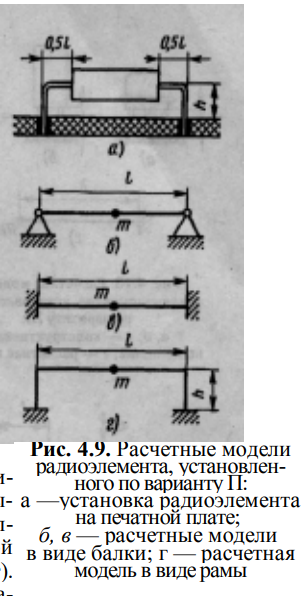 0,5l 0,5l
h
а)
l
m
б)
l
m
в)
l
m
h
г)
Рис. 4.9. Расчетные модели
радиоэлемента, установлен-
ного по варианту П:
и-
ы-
а —установка радиоэлемента
л-
на печатной плате;
й
б, в — расчетные модели
в виде балки; г — расчетная
).
модель в виде рамы
а-